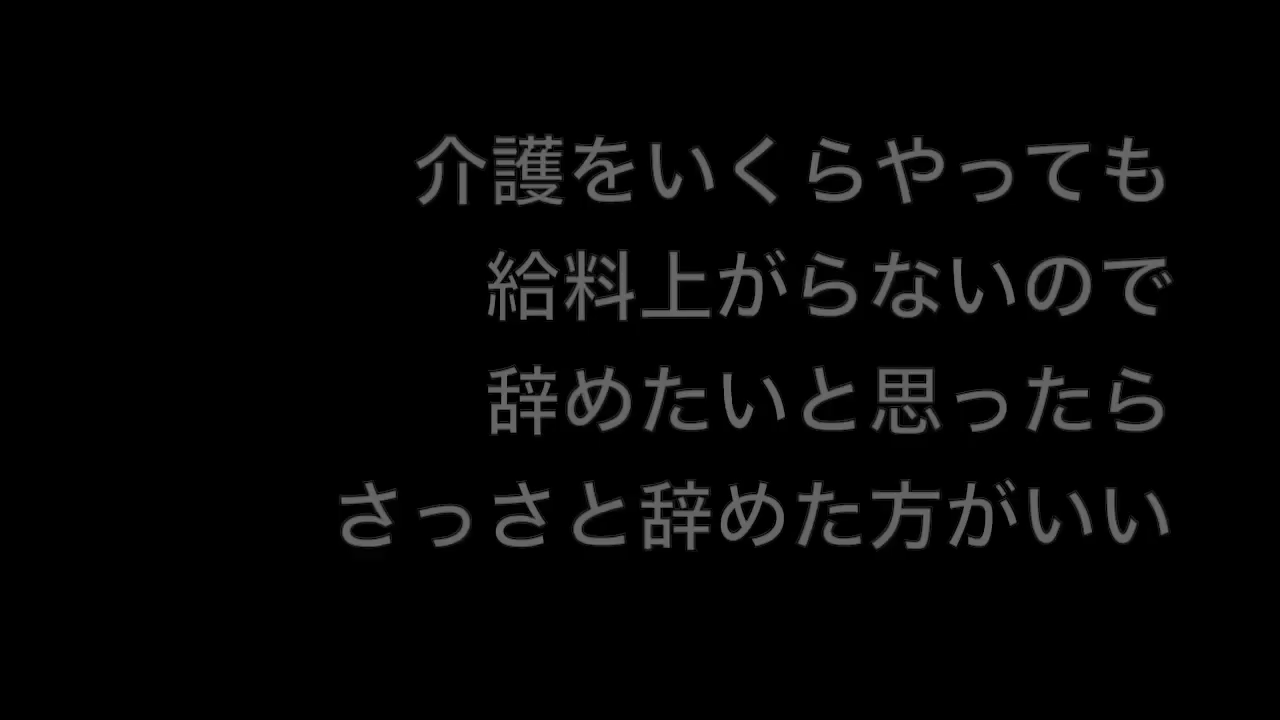 介護をいくらやっても
給料上がらないので
辞めたいと思ったら
さっさと辞めた方がいい